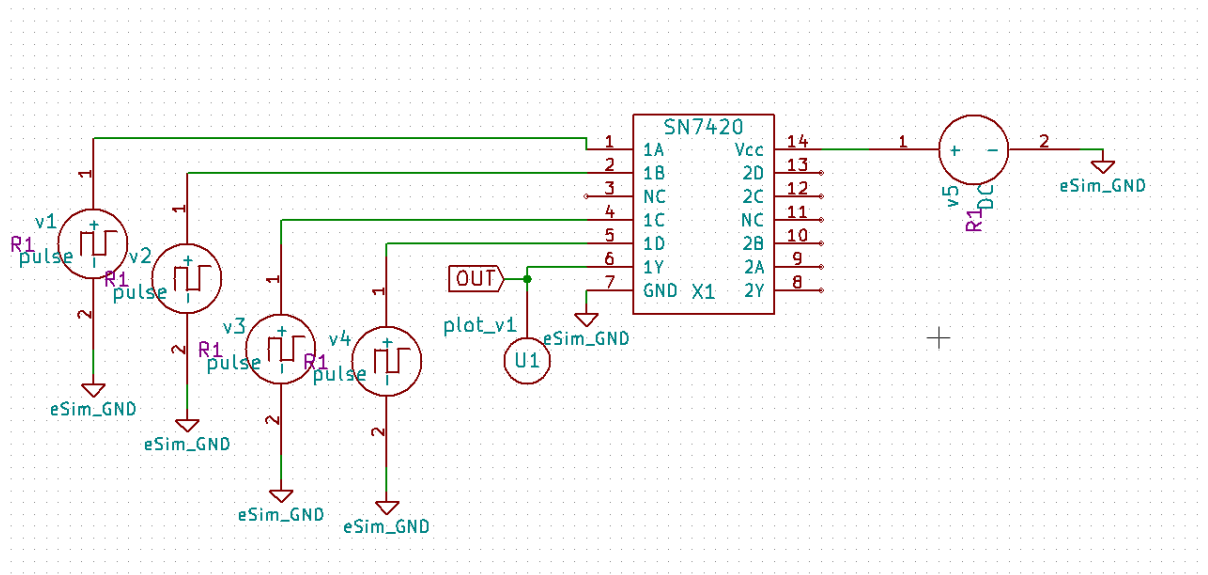 SN7420
1 1A
2 1B
3 NC
4 1C
5 1D
6 1Y
7 GND
X1
Vcc 14
2D 13
2C 12
NC 11
2B 10
2A 9
2Y 8
1
+
-
2
v5
DC
R1
eSim_GND
1
v1
+
R1
pulse
2
eSim_GND
1
v2
+
R1
pulse
2
eSim_GND
1
v3
+
R1
pulse
2
eSim_GND
1
v4
+
R1
pulse
2
eSim_GND
OUT
plot_v1
U1
eSim_GND